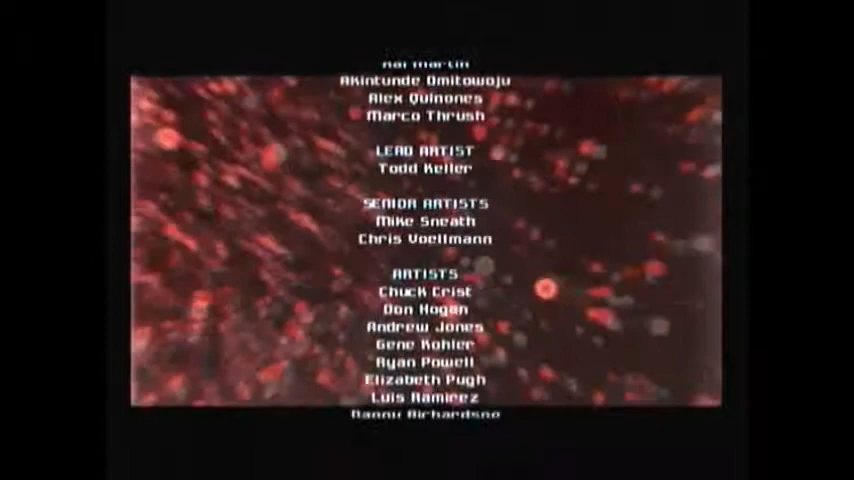 Akintunde Omitowoju
Alex Quinones
Marco Thrush
LEAD ARTIST
Todd Keller
SENIOR ARTISTS
Mike Sneath
Chris Voellmann
ARTISTS
Chuck Crist
Don Hogan
Andrew Jones
Gene Kohler
Ryan Powell
Elizabeth Pugh
Luis Ramirez